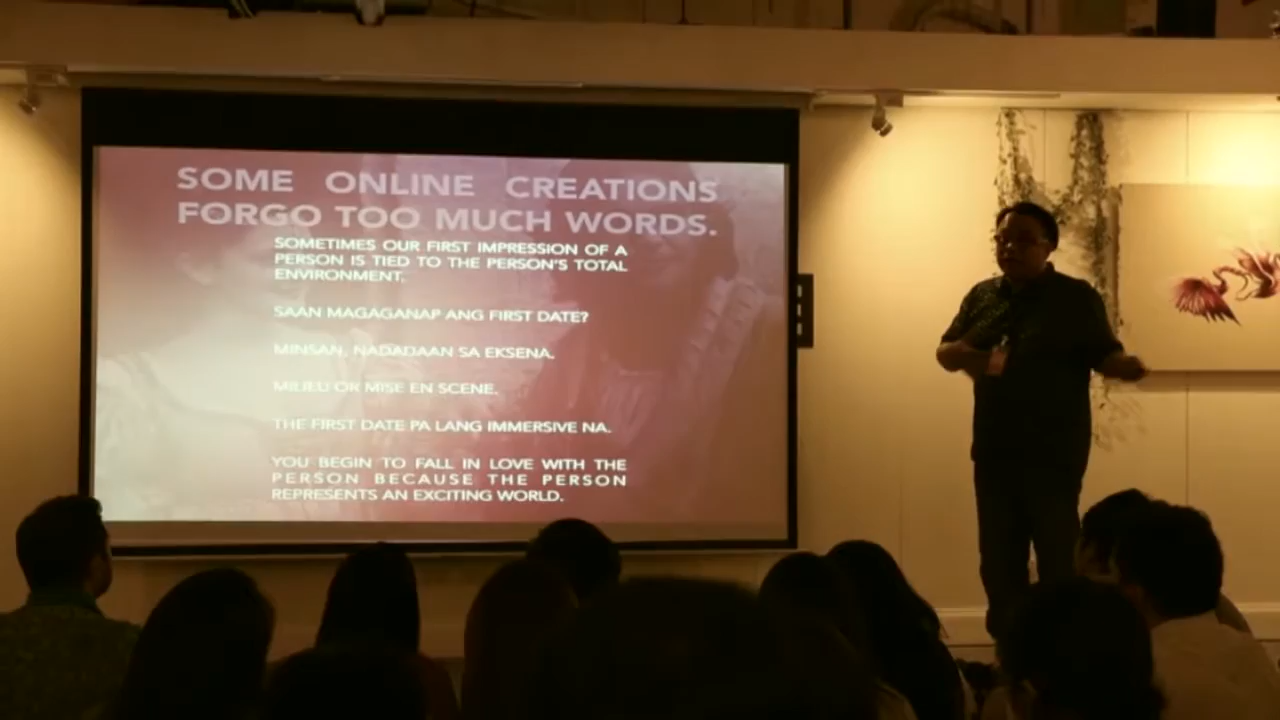 SOME ONLINE CREATIONS
FORGO TOO MUCH WORDS.
SOMETIMES OUR FIRST IMPRESSION OF A
PERSON IS TIED TO THE PERSON'S TOTAL
ENVIRONMENT.
SAAN MAGAGANAP ANG FIRST DATE?
MINSAN, NADADAAN SA EKSENA.
MILIEU OR MISE EN SCENE.
THE FIRST DATE PA LANG IMMERSIVE NA.
YOU BEGIN TO FALL IN LOVE WITH THE
PERSON BECAUSE THE PERSON
REPRESENTS AN EXCITING WORLD.